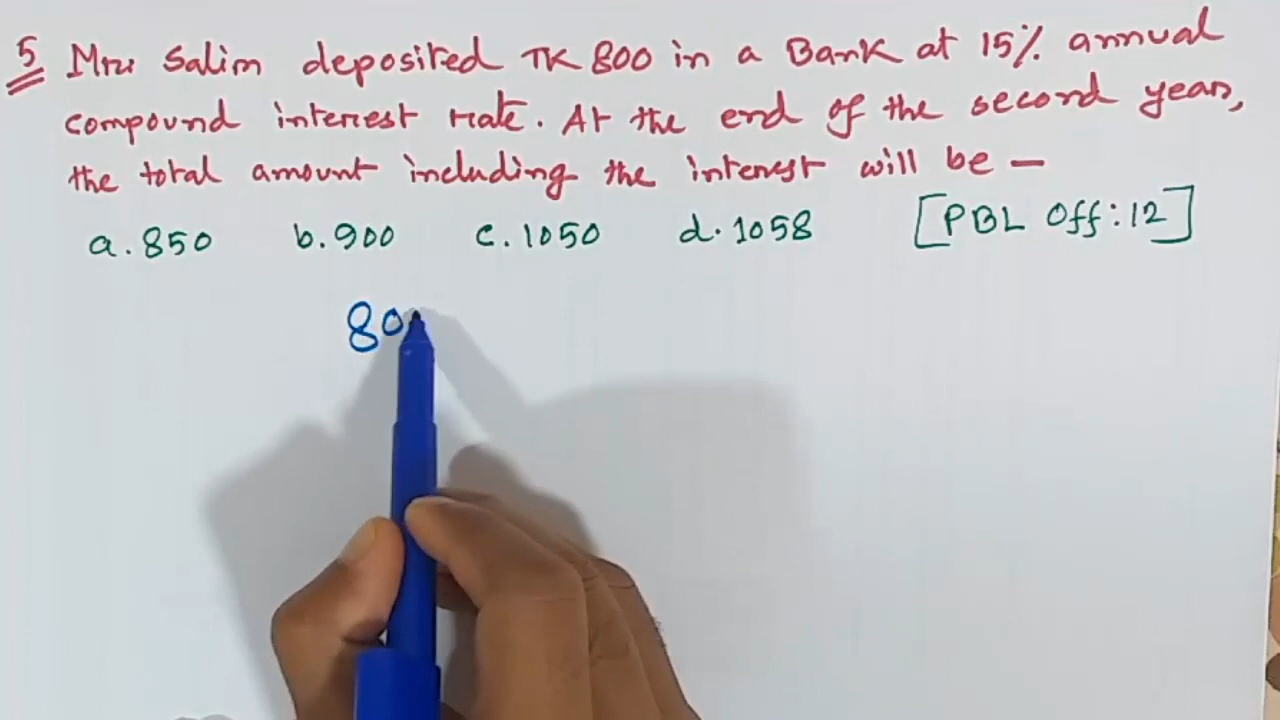 5 Mr. Salim deposited TK 800 in a Bank at 15% annual
compound interest rate. At the end of the second year,
the total amount including the interest will be —
a. 850 b. 900 c. 1050 d. 1058 [PBL Off: 12]
800